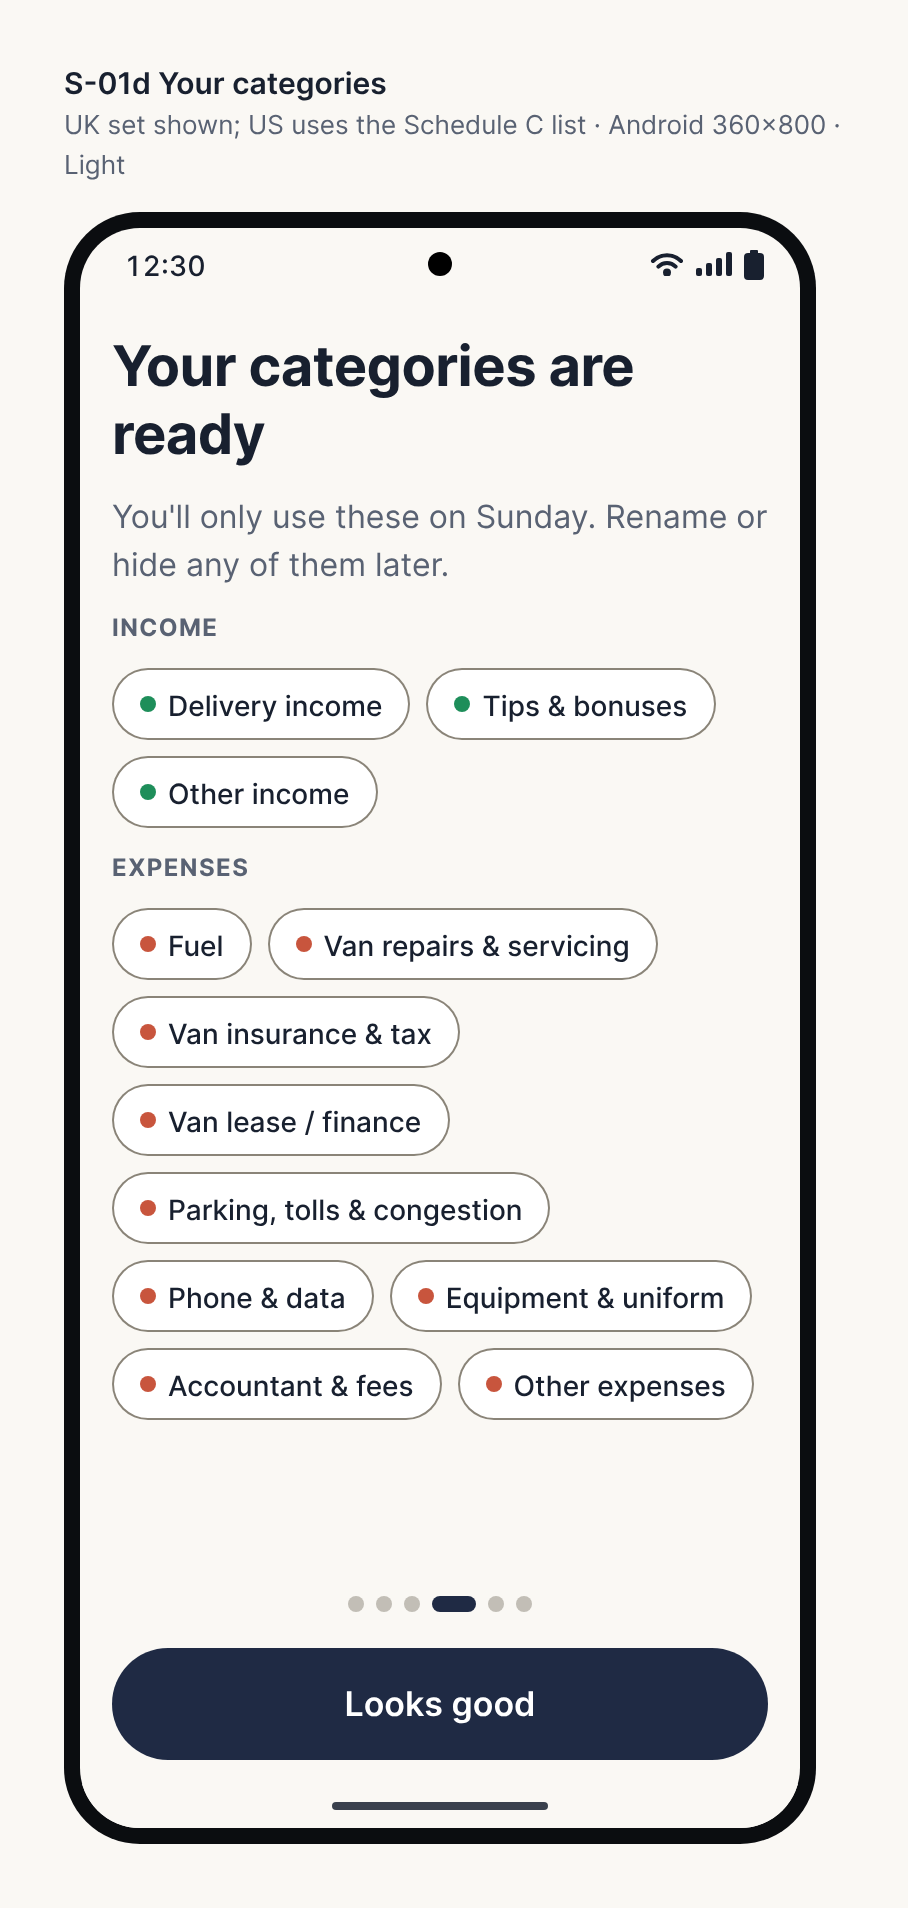 S-01d Your categories
UK set shown; US uses the Schedule C list · Android 360×800 ·
Light
12:30
Your categories are
ready
You'll only use these on Sunday. Rename or
hide any of them later.
INCOME
Delivery income
Tips & bonuses
Other income
EXPENSES
Fuel
Van repairs & servicing
Van insurance & tax
Van lease / finance
Parking, tolls & congestion
Phone & data
Equipment & uniform
Accountant & fees
Other expenses
Looks good